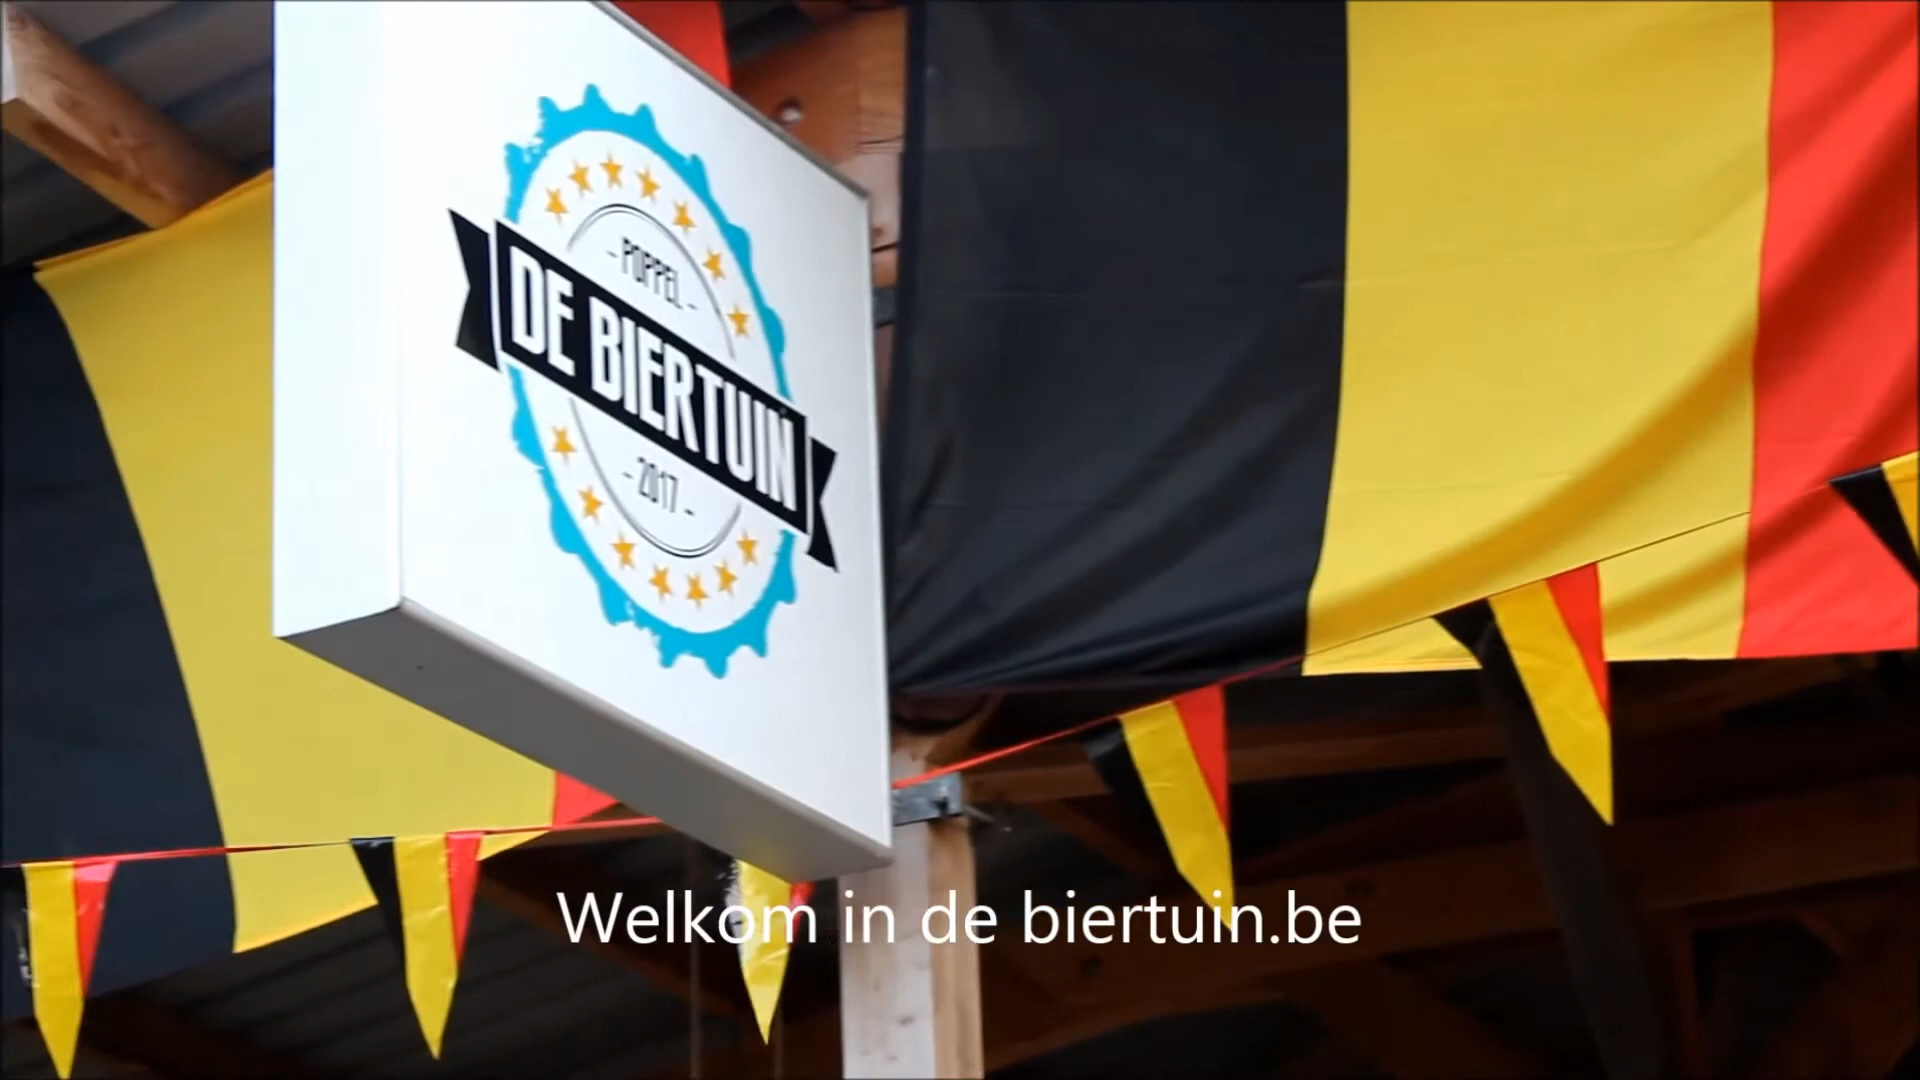 - POPPEL -
DE BIERTUIN
- 2017 -
Welkom in de biertuin.be